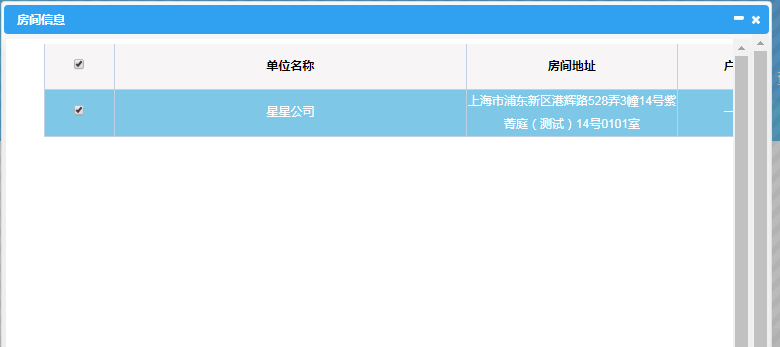 房间信息
单位名称
房间地址
户
星星公司
上海市浦东新区港辉路528弄3幢14号紫
菁庭（测试）14号0101室
一